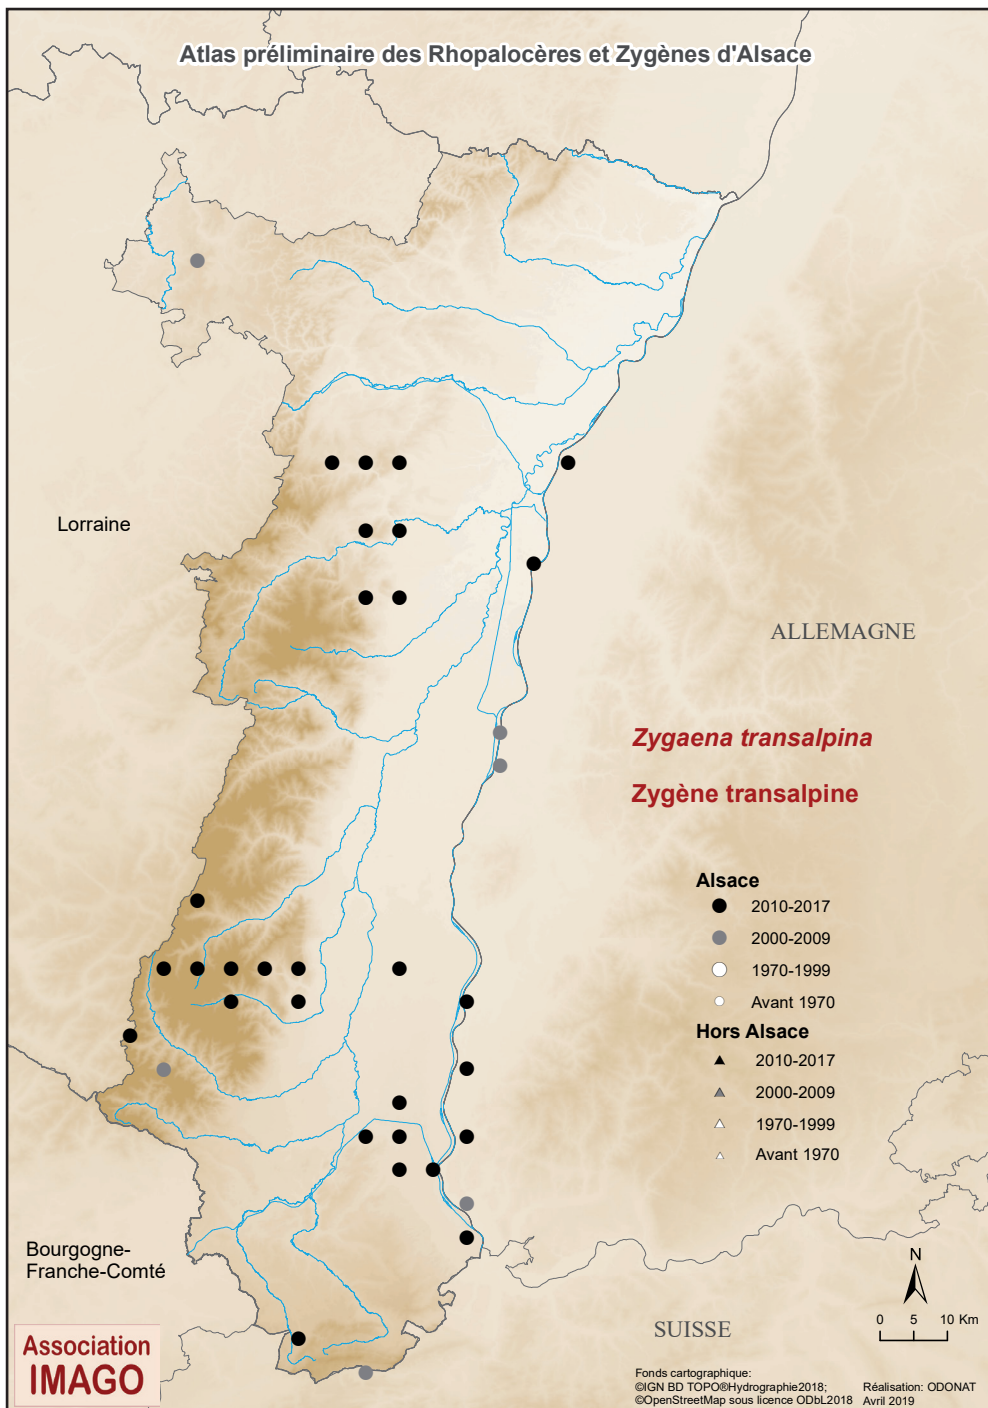 Atlas préliminaire des Rhopalocères et Zygènes d'Alsace
Lorraine
ALLEMAGNE
Zygaena transalpina
Zygène transalpine
Alsace
2010-2017
2000-2009
1970-1999
Avant 1970
Hors Alsace
2010-2017
2000-2009
1970-1999
Avant 1970
Bourgogne-
Franche-Comté
N
0 5 10 Km
SUISSE
Association
IMAGO
Fonds cartographique:
©IGN BD TOPO®Hydrographie2018;
©OpenStreetMap sous licence ODbL2018
Réalisation: ODONAT
Avril 2019